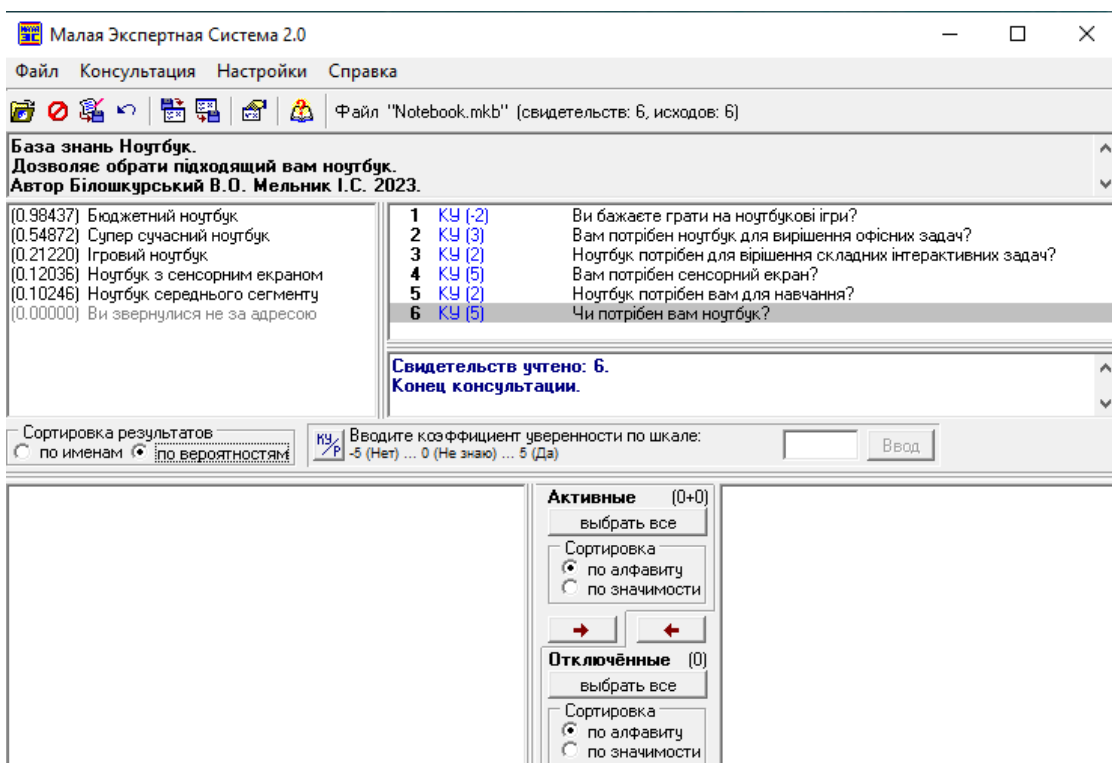 Малая Экспертная Система 2.0
Файл Консультация Настройки Справка
Файл "Notebook.mkb" (свидетельств: 6, исходов: 6)
База знань Ноутбук.
Дозволяє обрати підходящий вам ноутбук.
Автор Білошкурський В.О. Мельник І.С. 2023.
(0.98437) Бюджетний ноутбук
(0.54872) Супер сучасний ноутбук
(0.21220) Ігровий ноутбук
(0.12036) Ноутбук з сенсорним екраном
(0.10246) Ноутбук середнього сегменту
(0.00000) Ви звернулися не за адресою
1 КУ (-2) Ви бажаєте грати на ноутбукові ігри?
2 КУ (3) Вам потрібен ноутбук для вирішення офісних задач?
3 КУ (2) Ноутбук потрібен для вірішення складних інтерактивних задач?
4 КУ (5) Вам потрібен сенсорний екран?
5 КУ (2) Ноутбук потрібен вам для навчання?
6 КУ (5) Чи потрібен вам ноутбук?
Свидетельств учтено: 6.
Конец консультации.
Сортировка результатов
по именам по вероятностям
КУ/Р
Вводите коэффициент уверенности по шкале:
-5 (Нет) ... 0 (Не знаю) ... 5 (Да)
Ввод
Активные (0+0)
выбрать все
Сортировка
по алфавиту
по значимости
Отключённые (0)
выбрать все
Сортировка
по алфавиту
по значимости